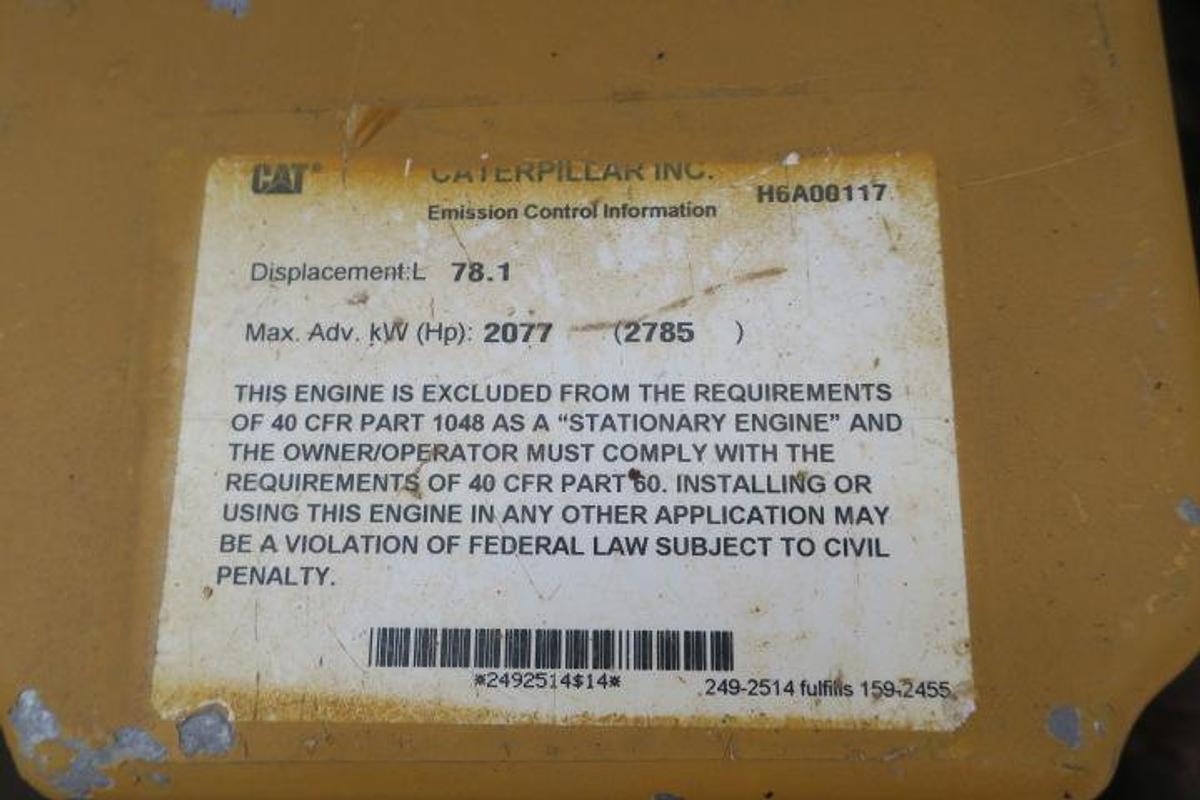 CAT® CATERPILLAR INC. H6A00117
Emission Control Information
Displacement:L 78.1
Max. Adv. kW (Hp): 2077 (2785 )
THIS ENGINE IS EXCLUDED FROM THE REQUIREMENTS
OF 40 CFR PART 1048 AS A “STATIONARY ENGINE” AND
THE OWNER/OPERATOR MUST COMPLY WITH THE
REQUIREMENTS OF 40 CFR PART 60. INSTALLING OR
USING THIS ENGINE IN ANY OTHER APPLICATION MAY
BE A VIOLATION OF FEDERAL LAW SUBJECT TO CIVIL
PENALTY.
*2492514$14*
249-2514 fulfills 159-2455